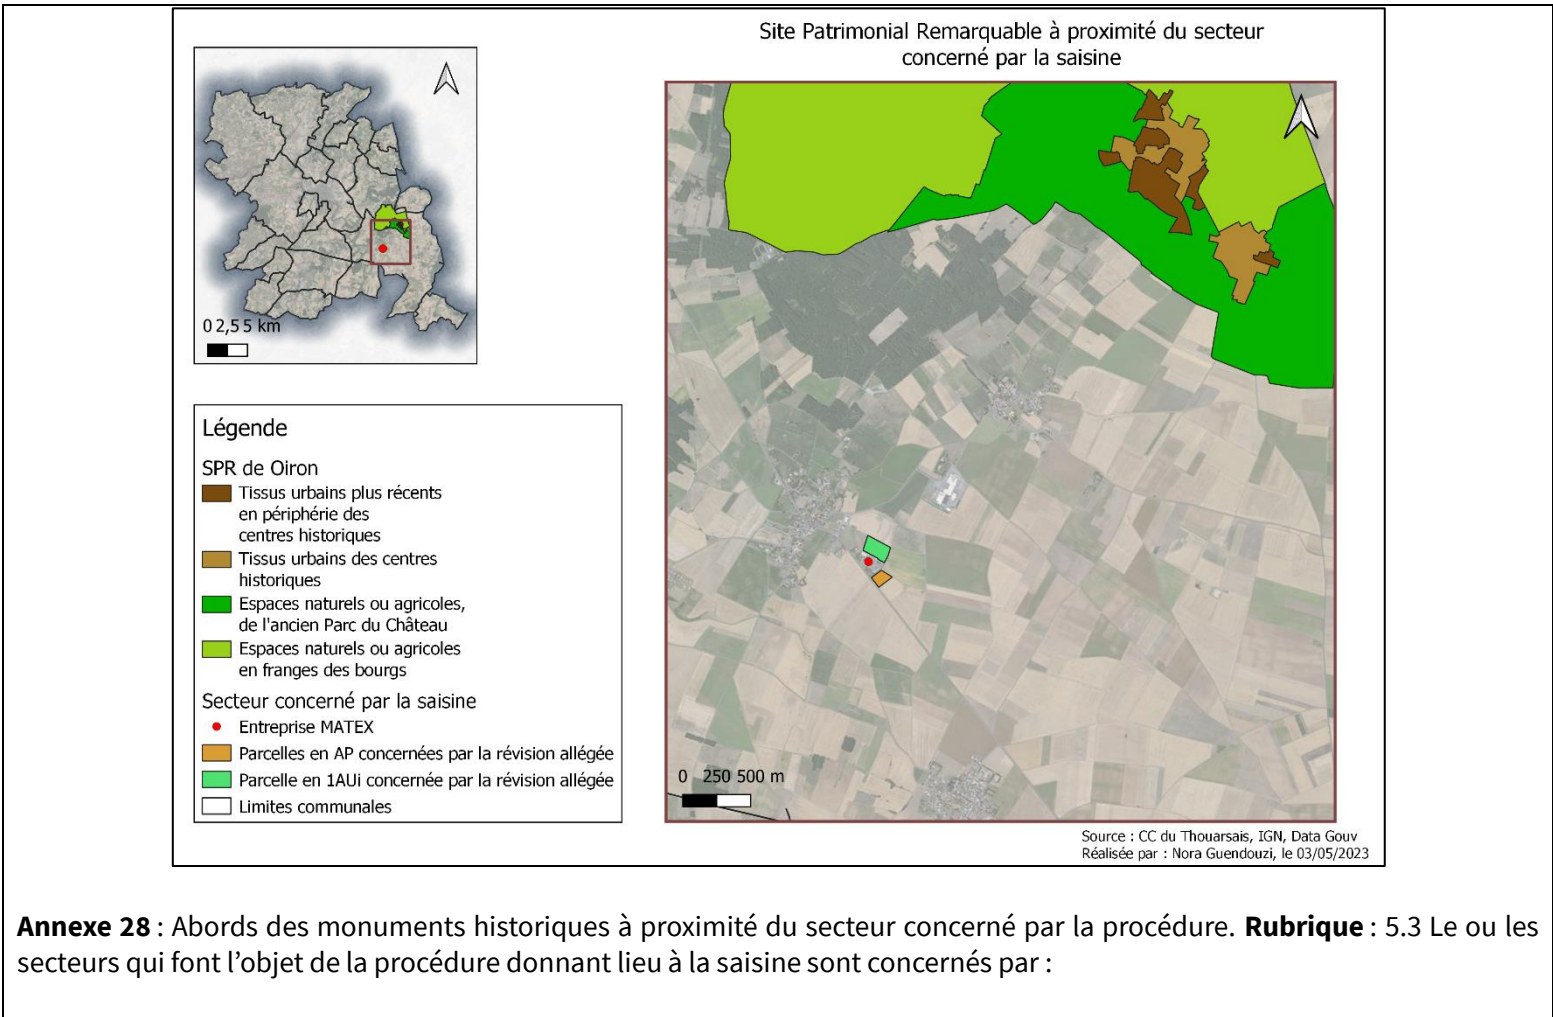 Site Patrimonial Remarquable à proximité du secteur
concerné par la saisine
0 2,5 5 km
Légende
SPR de Oiron
Tissus urbains plus récents
en périphérie des
centres historiques
Tissus urbains des centres
historiques
Espaces naturels ou agricoles,
de l'ancien Parc du Château
Espaces naturels ou agricoles
en franges des bourgs
Secteur concerné par la saisine
Entreprise MATEX
Parcelles en AP concernées par la révision allégée
Parcelle en 1AUi concernée par la révision allégée
Limites communales
0 250 500 m
Source : CC du Thouarsais, IGN, Data Gouv
Réalisée par : Nora Guendouzi, le 03/05/2023
Annexe 28 : Abords des monuments historiques à proximité du secteur concerné par la procédure. Rubrique : 5.3 Le ou les
secteurs qui font l'objet de la procédure donnant lieu à la saisine sont concernés par :